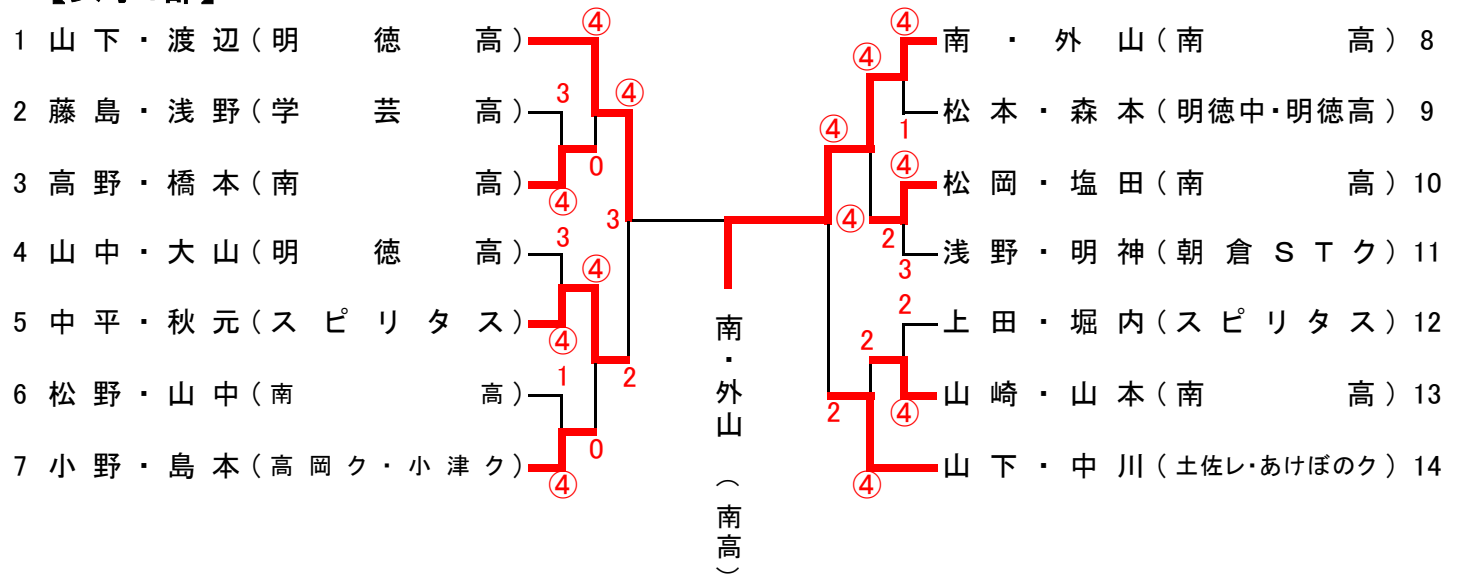 ④ ④
1 山下・渡辺(明徳高) 南・外山(南高) 8
④
3 ④
2 藤島・浅野(学芸高) 松本・森本(明徳中・明徳高) 9
④ 1
0 ④
3 高野・橋本(南高) 松岡・塩田(南高) 10
④
3 ④ 2
3
4 山中・大山(明徳高) 浅野・明神(朝倉STク) 11
④ 3
2
5 中平・秋元(スピリタス) 上田・堀内(スピリタス) 12
④ 2
1 2
6 松野・山中(南高) 山崎・山本(南高) 13
2 ④
0
7 小野・島本(高岡ク・小津ク) 山下・中川(土佐レ・あけぼのク) 14
④ ④
南・外山(南高)